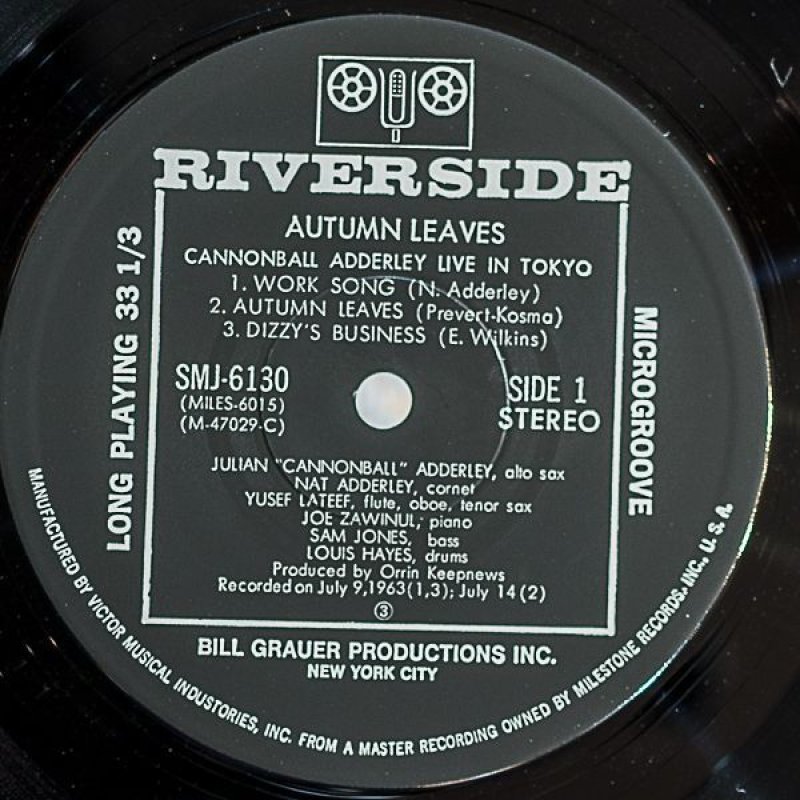 RIVERSIDE
AUTUMN LEAVES
CANNONBALL ADDERLEY LIVE IN TOKYO
1. WORK SONG (N. Adderley)
2. AUTUMN LEAVES (Prevert-Kosma)
3. DIZZY'S BUSINESS (E. Wilkins)
SMJ-6130
(MILES-6015)
(M-47029-C)
SIDE 1
STEREO
LONG PLAYING 33 1/3
MICROGROOVE
JULIAN "CANNONBALL" ADDERLEY, alto sax
NAT ADDERLEY, cornet
YUSEF LATEEF, flute, oboe, tenor sax
JOE ZAWINUL, piano
SAM JONES, bass
LOUIS HAYES, drums
Produced by Orrin Keepnews
Recorded on July 9,1963(1,3); July 14(2)
③
BILL GRAUER PRODUCTIONS INC.
NEW YORK CITY
MANUFACTURED BY VICTOR MUSICAL INDUSTORIES, INC. FROM A MASTER RECORDING OWNED BY MILESTONE RECORDS, INC., U.S.A.